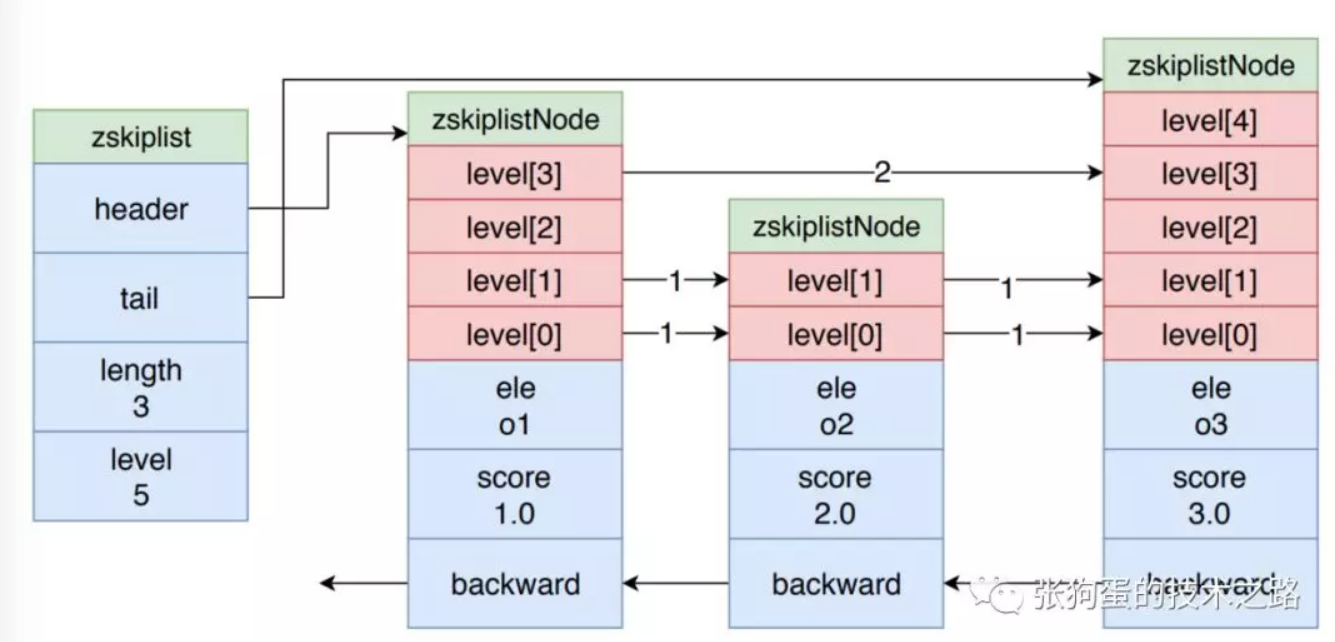 zskiplist
header
tail
length
3
level
5
zskiplistNode
level[3]
level[2]
level[1]
level[0]
ele
o1
score
1.0
backward
2
1
1
zskiplistNode
level[1]
level[0]
ele
o2
score
2.0
backward
1
1
zskiplistNode
level[4]
level[3]
level[2]
level[1]
level[0]
ele
o3
score
3.0
backward
张狗蛋的技术之路